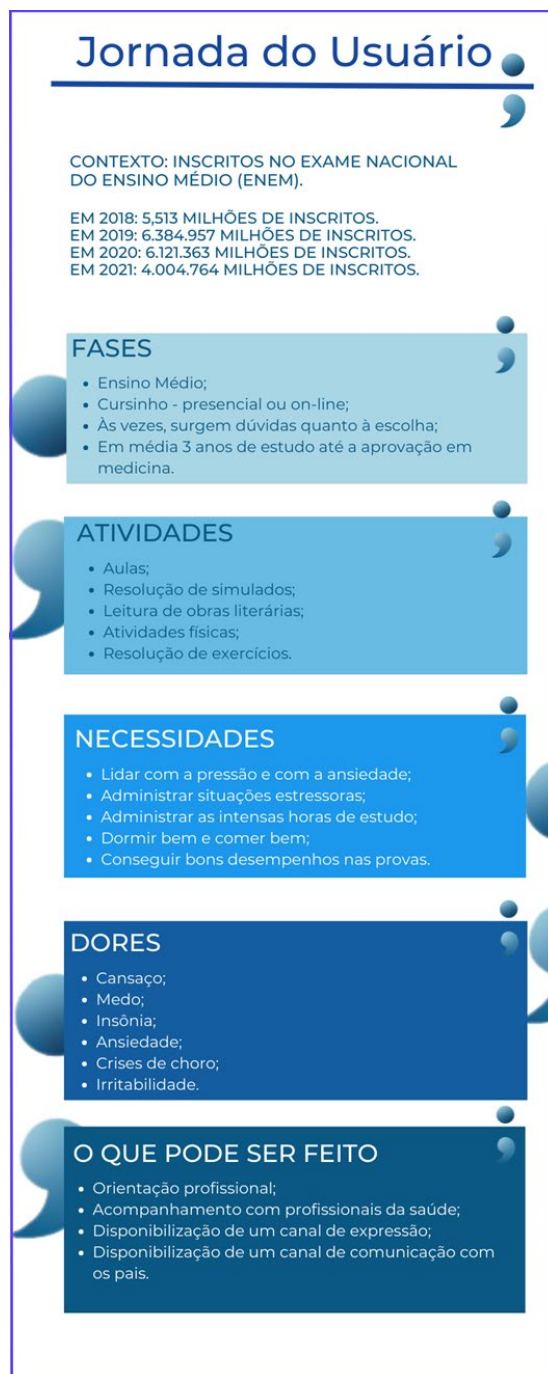 Jornada do Usuário
CONTEXTO: INSCRITOS NO EXAME NACIONAL
DO ENSINO MÉDIO (ENEM).
EM 2018: 5,513 MILHÕES DE INSCRITOS.
EM 2019: 6.384.957 MILHÕES DE INSCRITOS.
EM 2020: 6.121.363 MILHÕES DE INSCRITOS.
EM 2021: 4.004.764 MILHÕES DE INSCRITOS.
FASES
• Ensino Médio;
• Cursinho - presencial ou on-line;
• Às vezes, surgem dúvidas quanto à escolha;
• Em média 3 anos de estudo até a aprovação em
medicina.
ATIVIDADES
• Aulas;
• Resolução de simulados;
• Leitura de obras literárias;
• Atividades físicas;
• Resolução de exercícios.
NECESSIDADES
• Lidar com a pressão e com a ansiedade;
• Administrar situações estressoras;
• Administrar as intensas horas de estudo;
• Dormir bem e comer bem;
• Conseguir bons desempenhos nas provas.
DORES
• Cansaço;
• Medo;
• Insônia;
• Ansiedade;
• Crises de choro;
• Irritabilidade.
O QUE PODE SER FEITO
• Orientação profissional;
• Acompanhamento com profissionais da saúde;
• Disponibilização de um canal de expressão;
• Disponibilização de um canal de comunicação com
os pais.